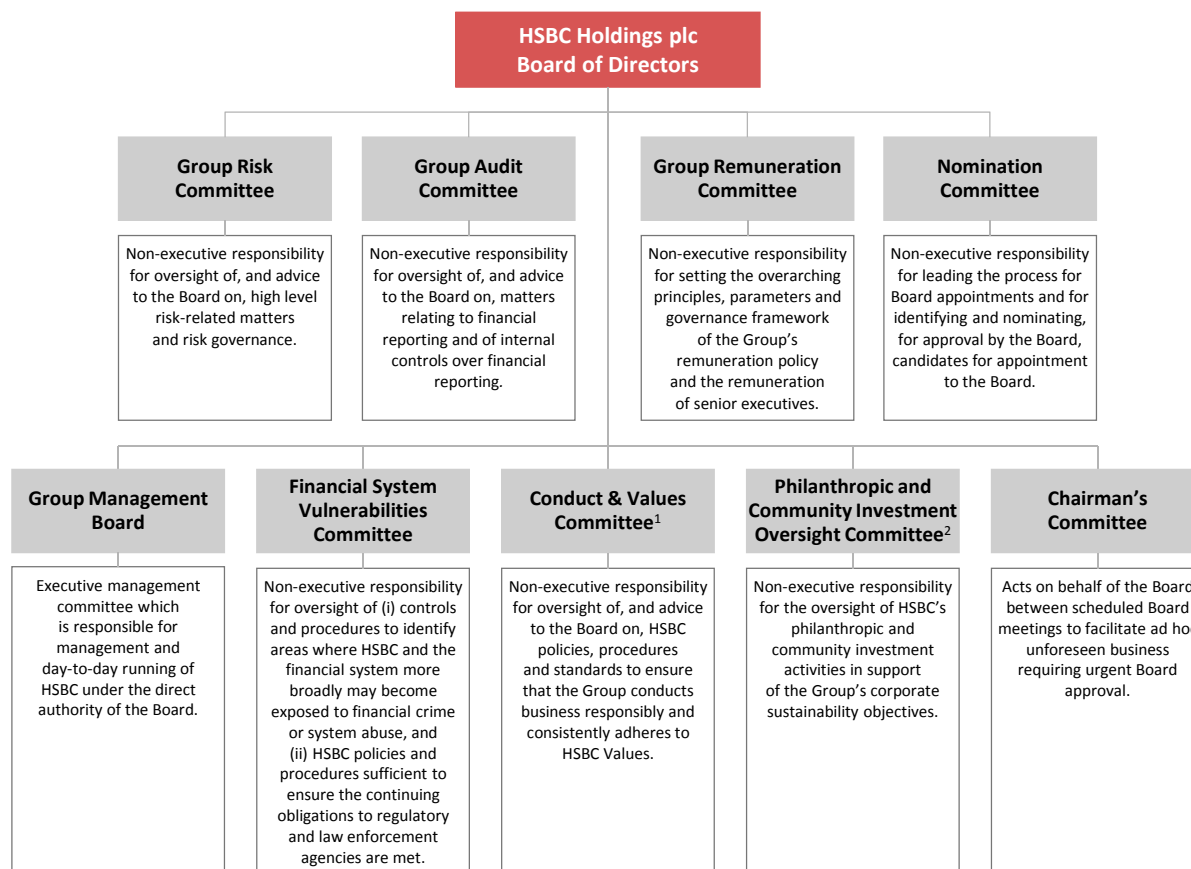 HSBC Holdings plc
Board of Directors
Group Risk
Committee
Non-executive responsibility
for oversight of, and advice
to the Board on, high level
risk-related matters
and risk governance.
Group Audit
Committee
Non-executive responsibility
for oversight of, and advice
to the Board on, matters
relating to financial
reporting and of internal
controls over financial
reporting.
Group Remuneration
Committee
Non-executive responsibility
for setting the overarching
principles, parameters and
governance framework
of the Group's
remuneration policy
and the remuneration
of senior executives.
Nomination
Committee
Non-executive responsibility
for leading the process for
Board appointments and for
identifying and nominating,
for approval by the Board,
candidates for appointment
to the Board.
Group Management
Board
Executive management
committee which
is responsible for
management and
day-to-day running of
HSBC under the direct
authority of the Board.
Financial System
Vulnerabilities
Committee
Non-executive responsibility
for oversight of (i) controls
and procedures to identify
areas where HSBC and the
financial system more
broadly may become
exposed to financial crime
or system abuse, and
(ii) HSBC policies and
procedures sufficient to
ensure the continuing
obligations to regulatory
and law enforcement
agencies are met.
Conduct & Values
Committee¹
Non-executive responsibility
for oversight of, and advice
to the Board on, HSBC
policies, procedures
and standards to ensure
that the Group conducts
business responsibly and
consistently adheres to
HSBC Values.
Philanthropic and
Community Investment
Oversight Committee²
Non-executive responsibility
for the oversight of HSBC's
philanthropic and
community investment
activities in support
of the Group's corporate
sustainability objectives.
Chairman's
Committee
Acts on behalf of the Board
between scheduled Board
meetings to facilitate ad ho
unforeseen business
requiring urgent Board
approval.